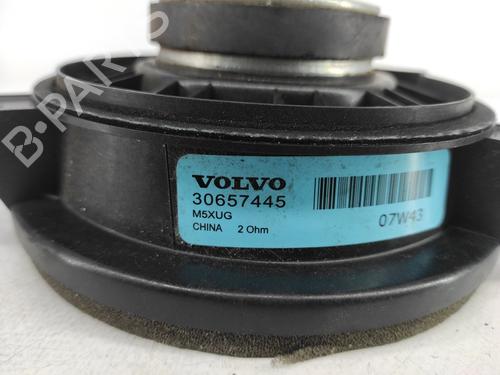 B-PARTS
VOLVO
30657445
M5XUG
CHINA 2 Ohm
07W43